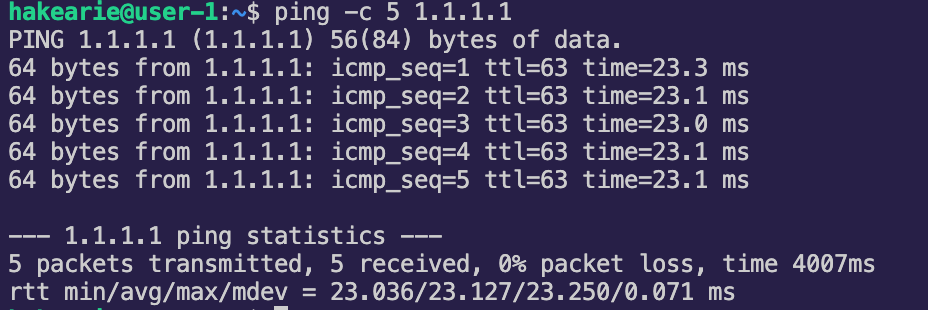 hakearie@user-1:~$ ping -c 5 1.1.1.1
PING 1.1.1.1 (1.1.1.1) 56(84) bytes of data.
64 bytes from 1.1.1.1: icmp_seq=1 ttl=63 time=23.3 ms
64 bytes from 1.1.1.1: icmp_seq=2 ttl=63 time=23.1 ms
64 bytes from 1.1.1.1: icmp_seq=3 ttl=63 time=23.0 ms
64 bytes from 1.1.1.1: icmp_seq=4 ttl=63 time=23.1 ms
64 bytes from 1.1.1.1: icmp_seq=5 ttl=63 time=23.1 ms
--- 1.1.1.1 ping statistics ---
5 packets transmitted, 5 received, 0% packet loss, time 4007ms
rtt min/avg/max/mdev = 23.036/23.127/23.250/0.071 ms